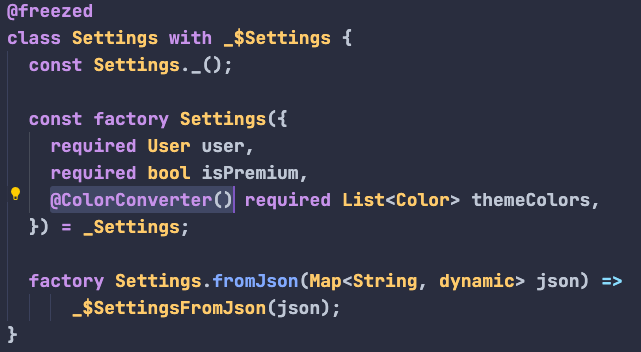 @freezed
class Settings with _$Settings {
  const Settings._();

  const factory Settings({
    required User user,
    required bool isPremium,
    @ColorConverter() required List<Color> themeColors,
  }) = _Settings;

  factory Settings.fromJson(Map<String, dynamic> json) =>
      _$SettingsFromJson(json);
}